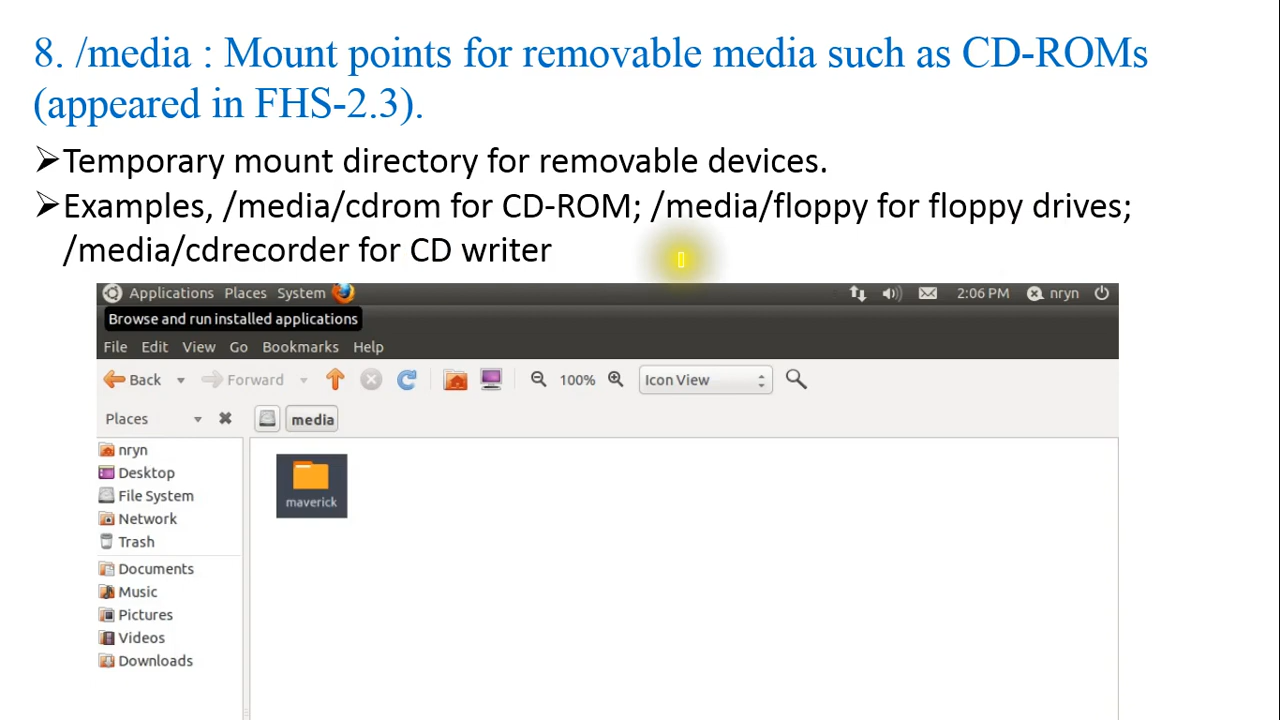 8. /media : Mount points for removable media such as CD-ROMs
(appeared in FHS-2.3).
➢Temporary mount directory for removable devices.
➢Examples, /media/cdrom for CD-ROM; /media/floppy for floppy drives;
/media/cdrecorder for CD writer
Applications Places System 2:06 PM nryn
Browse and run installed applications
File Edit View Go Bookmarks Help
Back Forward 100% Icon View
Places media
nryn
Desktop
File System
Network
Trash
Documents
Music
Pictures
Videos
Downloads
maverick